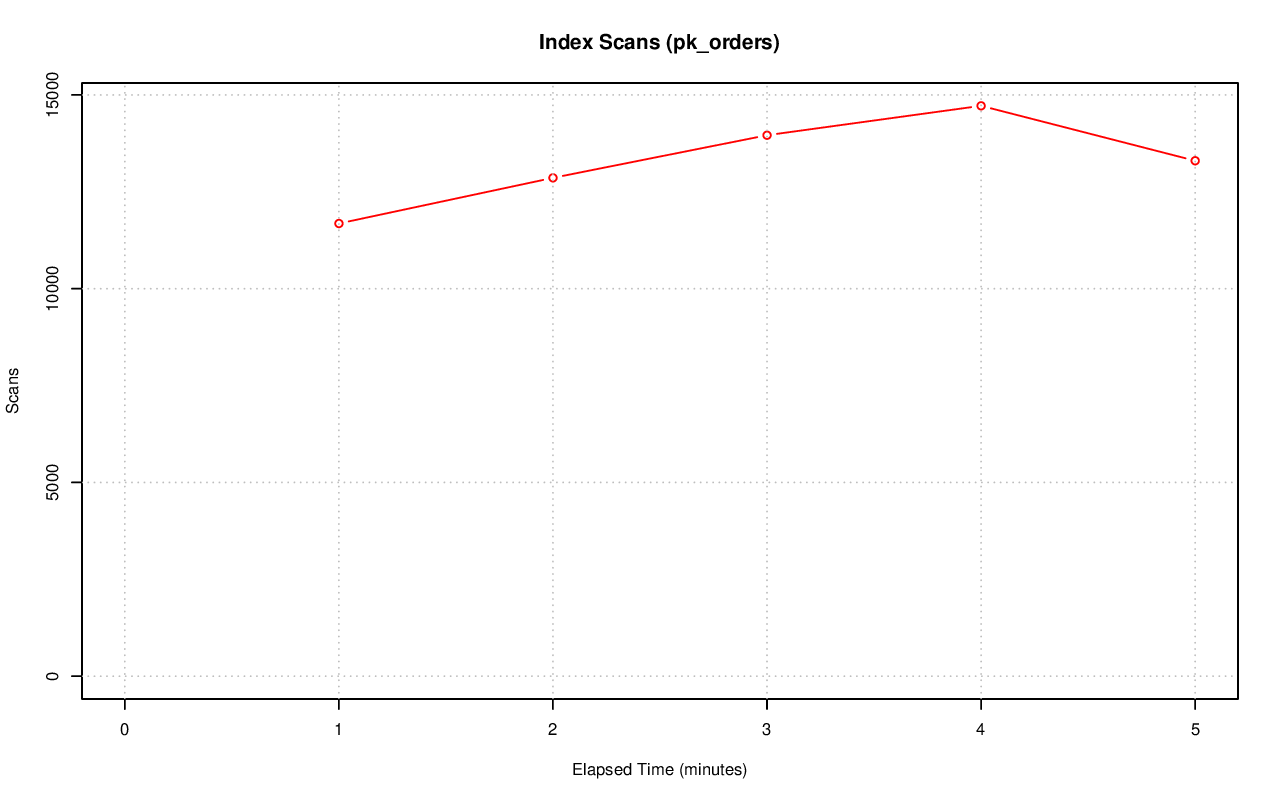 Index Scans (pk_orders)
15000
10000
5000
0
Scans
0 1 2 3 4 5
Elapsed Time (minutes)